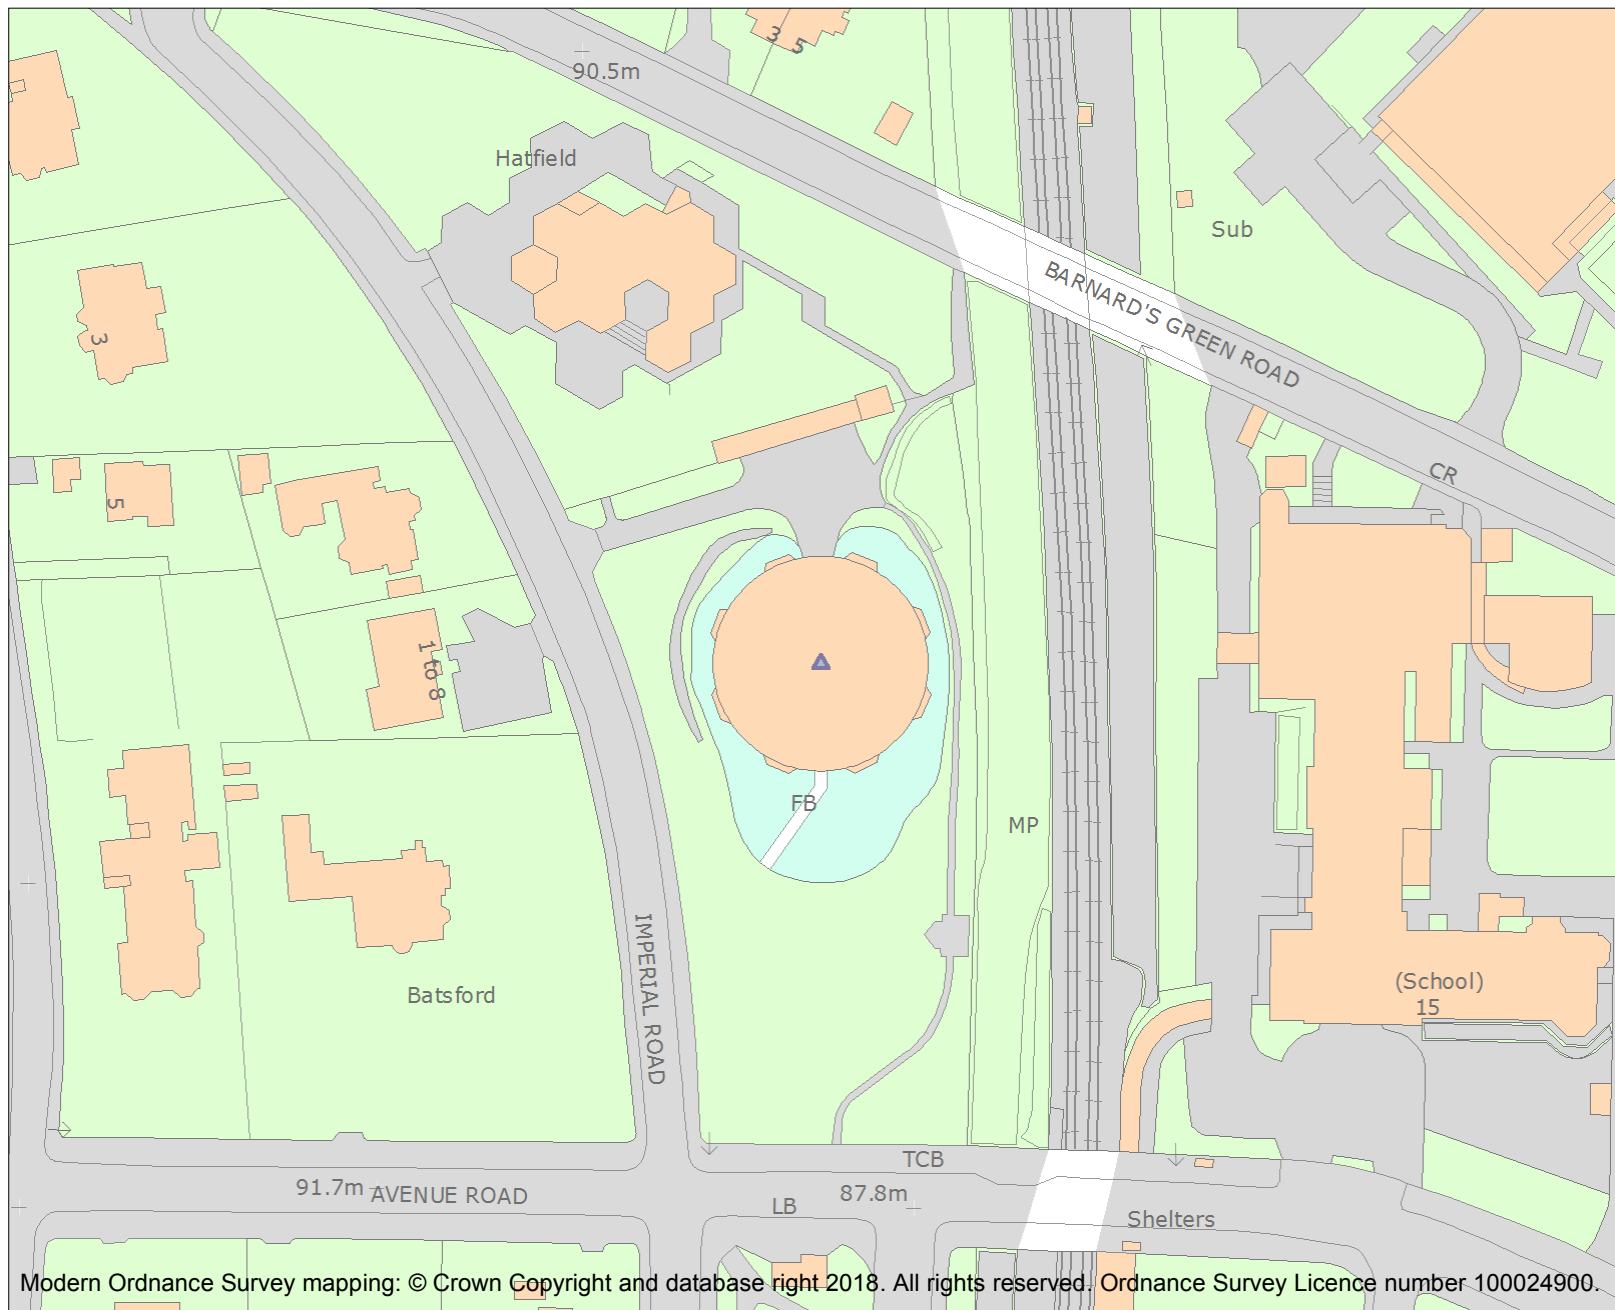 3 5
90.5m
Hatfield
Sub
BARNARD'S GREEN ROAD
3
CR
5
1 to 8
FB
MP
IMPERIAL ROAD
(School)
15
Batsford
TCB
91.7m
AVENUE ROAD
87.8m
LB
Shelters
Modern Ordnance Survey mapping: © Crown Copyright and database right 2018. All rights reserved. Ordnance Survey Licence number 100024900.